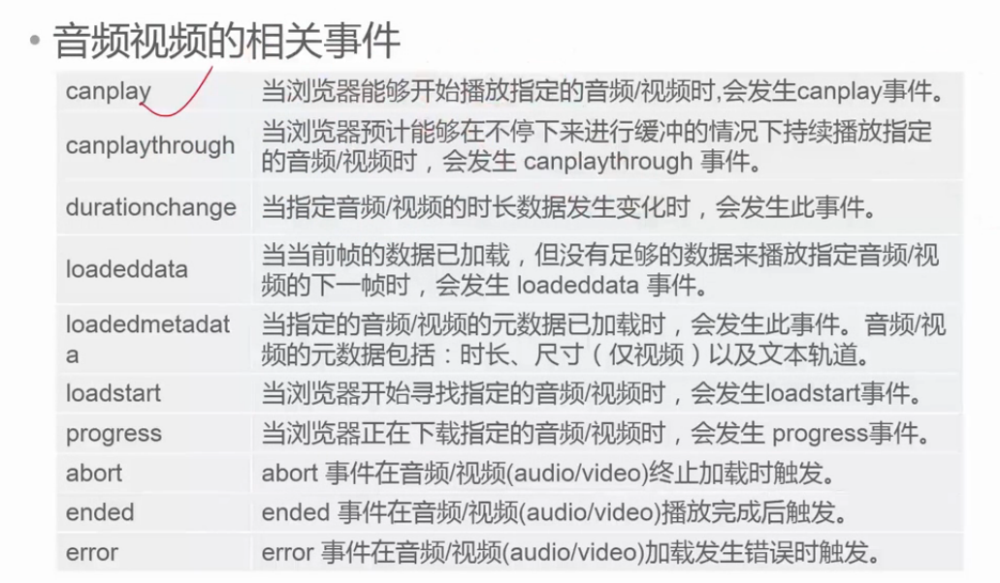 • 音频视频的相关事件
canplay 当浏览器能够开始播放指定的音频/视频时,会发生canplay事件。
canplaythrough 当浏览器预计能够在不停下来进行缓冲的情况下持续播放指定
的音频/视频时，会发生 canplaythrough 事件。
durationchange 当指定音频/视频的时长数据发生变化时，会发生此事件。
loadeddata 当当前帧的数据已加载，但没有足够的数据来播放指定音频/视
频的下一帧时，会发生 loadeddata 事件。
loadedmetadat 当指定的音频/视频的元数据已加载时，会发生此事件。音频/视
a 频的元数据包括：时长、尺寸（仅视频）以及文本轨道。
loadstart 当浏览器开始寻找指定的音频/视频时，会发生loadstart事件。
progress 当浏览器正在下载指定的音频/视频时，会发生 progress事件。
abort abort 事件在音频/视频(audio/video)终止加载时触发。
ended ended 事件在音频/视频(audio/video)播放完成后触发。
error error 事件在音频/视频(audio/video)加载发生错误时触发。